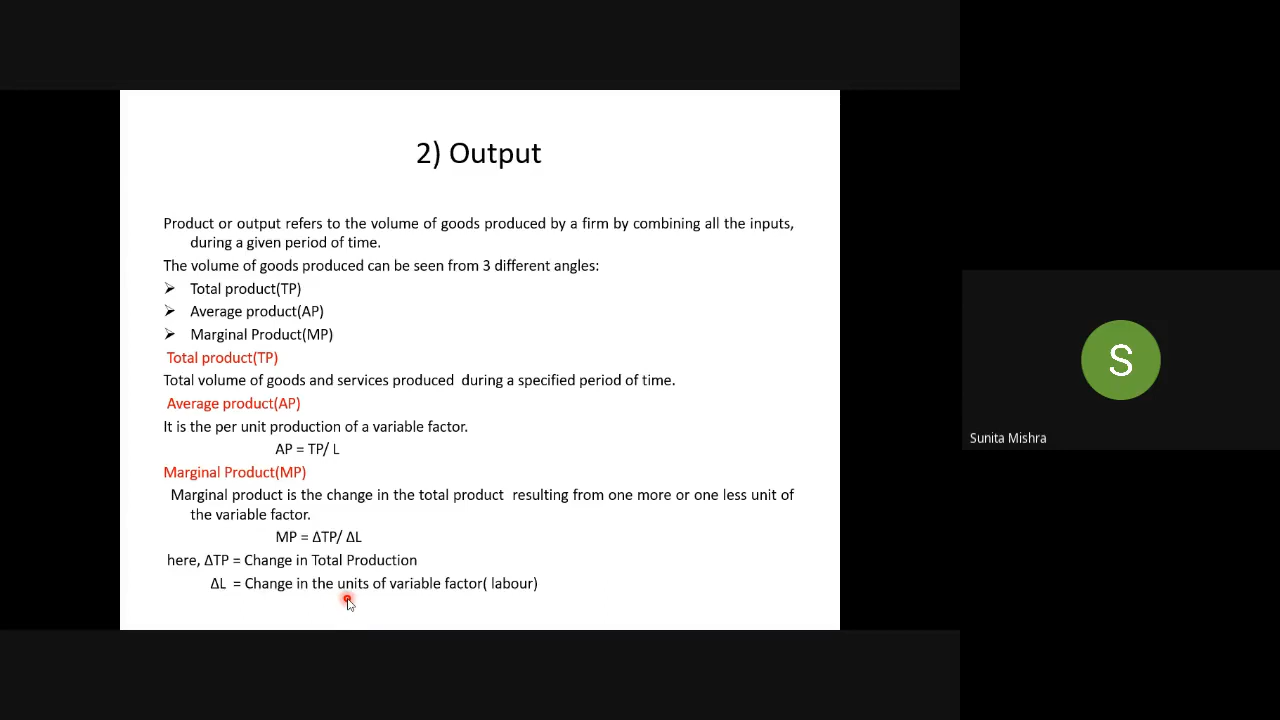 2) Output
Product or output refers to the volume of goods produced by a firm by combining all the inputs,
during a given period of time.
The volume of goods produced can be seen from 3 different angles:
➢ Total product(TP)
➢ Average product(AP)
➢ Marginal Product(MP)
Total product(TP)
Total volume of goods and services produced during a specified period of time.
Average product(AP)
It is the per unit production of a variable factor.
AP = TP/ L
Marginal Product(MP)
Marginal product is the change in the total product resulting from one more or one less unit of
the variable factor.
MP = ΔTP/ ΔL
here, ΔTP = Change in Total Production
ΔL = Change in the units of variable factor( labour)
S
Sunita Mishra